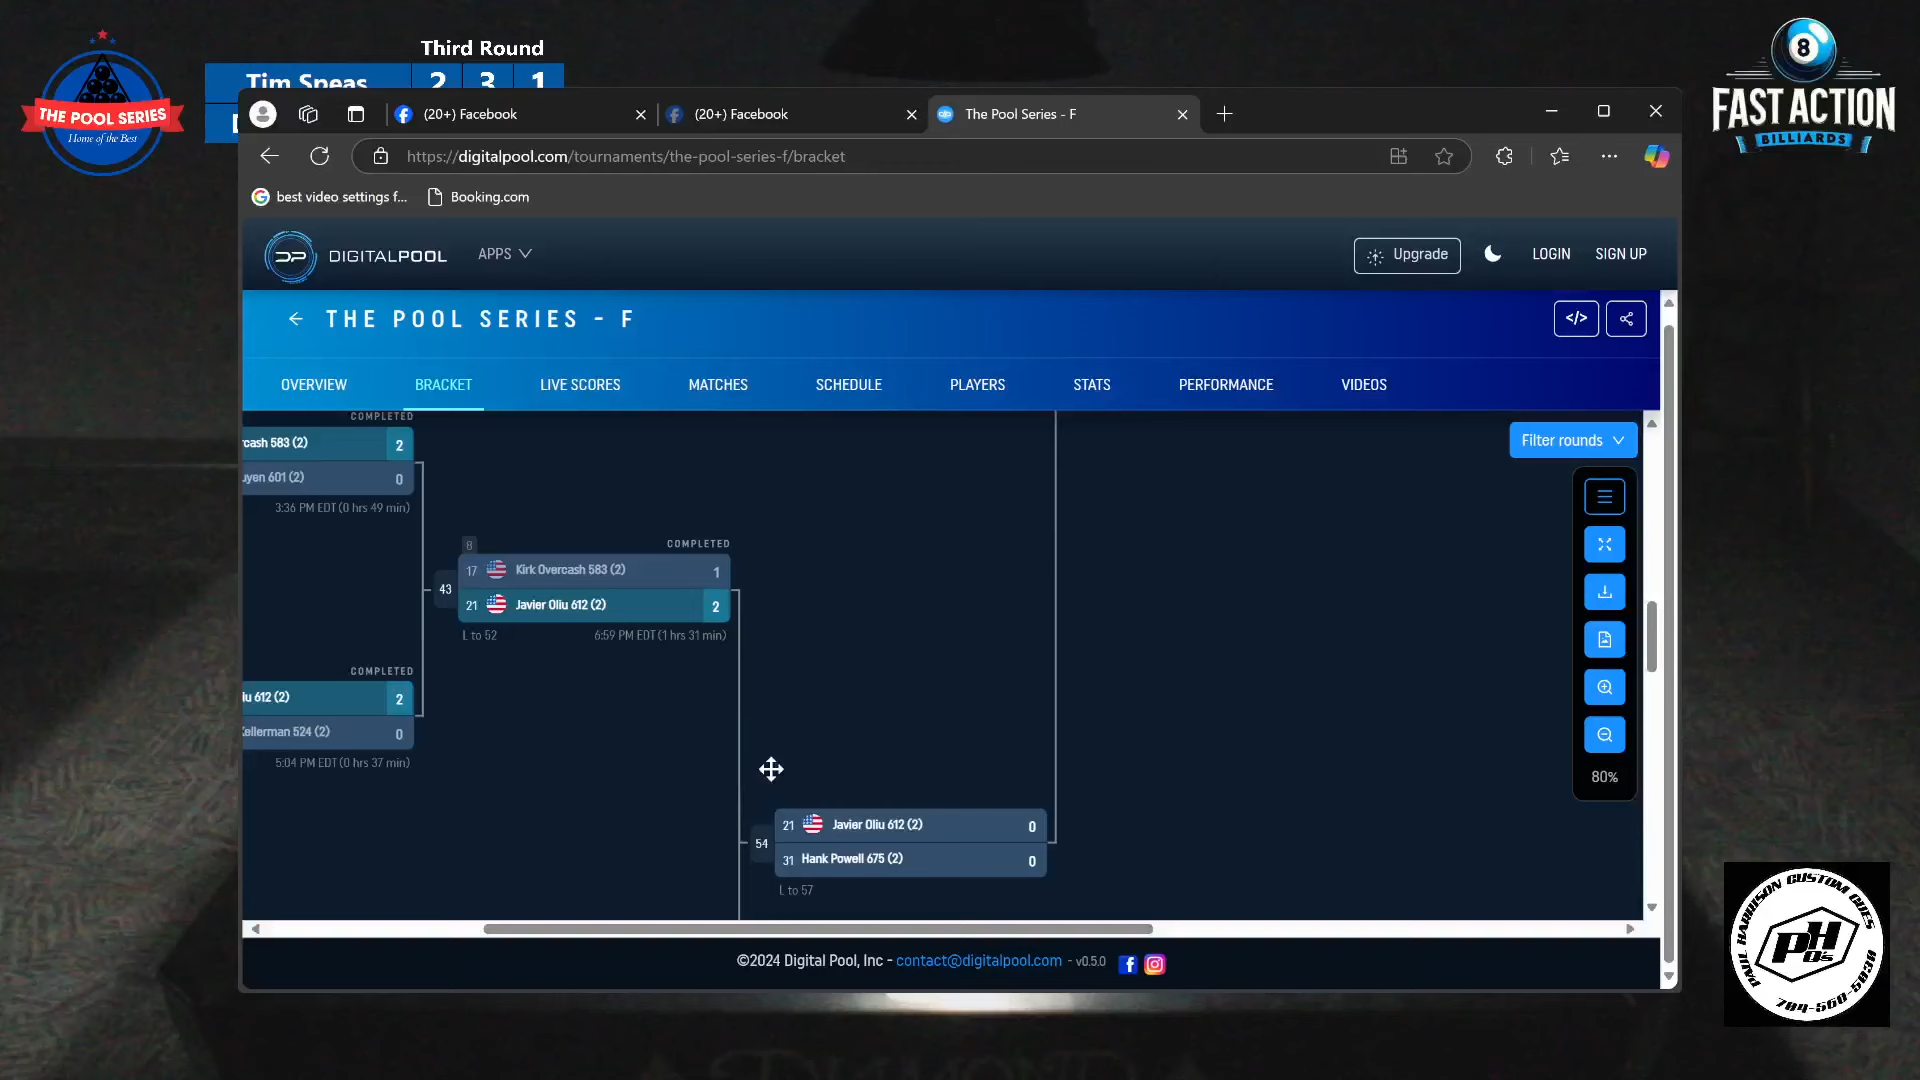 Third Round
Tim Speas 2 3 1
THE POOL SERIES
Home of the Best
8
FAST ACTION
BILLIARDS
(20+) Facebook
(20+) Facebook
The Pool Series - F
https://digitalpool.com/tournaments/the-pool-series-f/bracket
best video settings f...
Booking.com
DP DIGITALPOOL
APPS
Upgrade
LOGIN
SIGN UP
THE POOL SERIES - F
</>
OVERVIEW
BRACKET
LIVE SCORES
MATCHES
SCHEDULE
PLAYERS
STATS
PERFORMANCE
VIDEOS
Filter rounds
COMPLETED
rcash 583 (2) 2
uyen 601 (2) 0
3:36 PM EDT (0 hrs 49 min)
8 COMPLETED
17 Kirk Overcash 583 (2) 1
43
21 Javier Oliu 612 (2) 2
L to 52 6:59 PM EDT (1 hrs 31 min)
COMPLETED
iu 612 (2) 2
Kellerman 524 (2) 0
5:04 PM EDT (0 hrs 37 min)
21 Javier Oliu 612 (2) 0
54
31 Hank Powell 675 (2) 0
L to 57
80%
©2024 Digital Pool, Inc - contact@digitalpool.com - v0.5.0
PAUL HARRISON CUSTOM CUES
PH
Qs
704-560-5838
DIAMOND